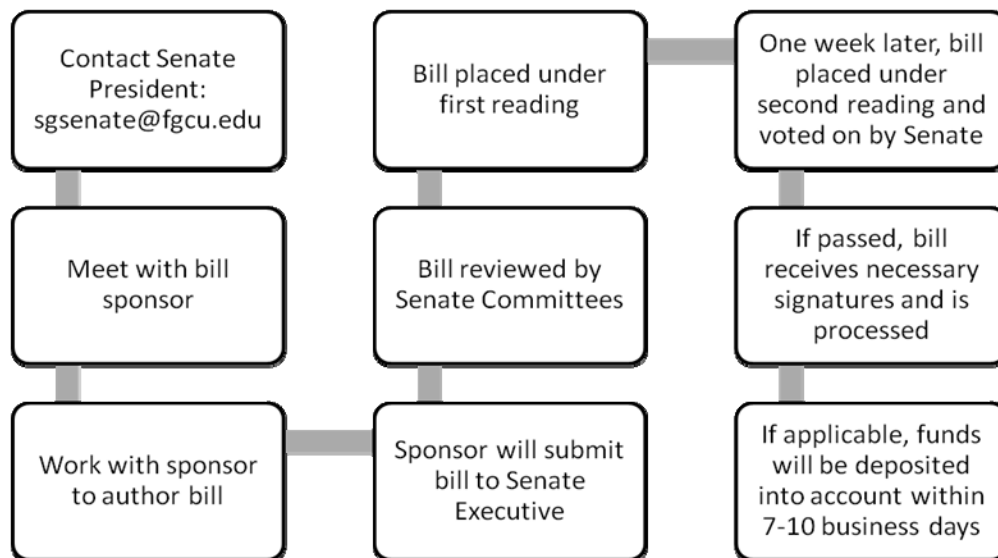 Contact Senate
President:
sgsenate@fgcu.edu
Meet with bill
sponsor
Work with sponsor
to author bill
Sponsor will submit
bill to Senate
Executive
Bill reviewed by
Senate Committees
Bill placed under
first reading
One week later, bill
placed under
second reading and
voted on by Senate
If passed, bill
receives necessary
signatures and is
processed
If applicable, funds
will be deposited
into account within
7-10 business days